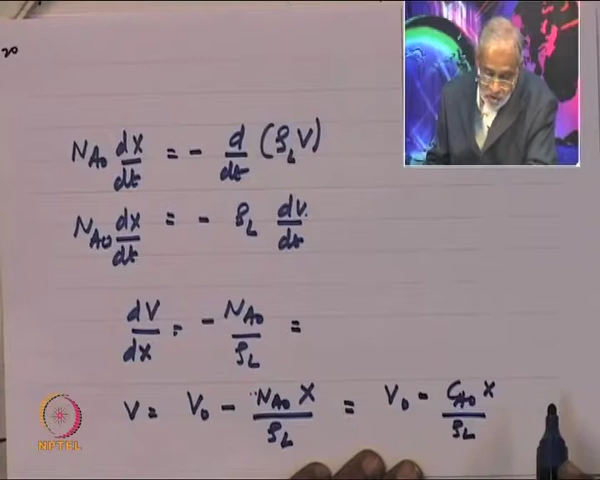 20
N_{A0} dX/dt = - d/dt (ρ_L V)
N_{A0} dX/dt = - ρ_L dV/dt
dV/dX = - N_{A0}/ρ_L =
V = V_0 - N_{A0} X/ρ_L = V_0 - C_{A0} X/ρ_L
NPTEL